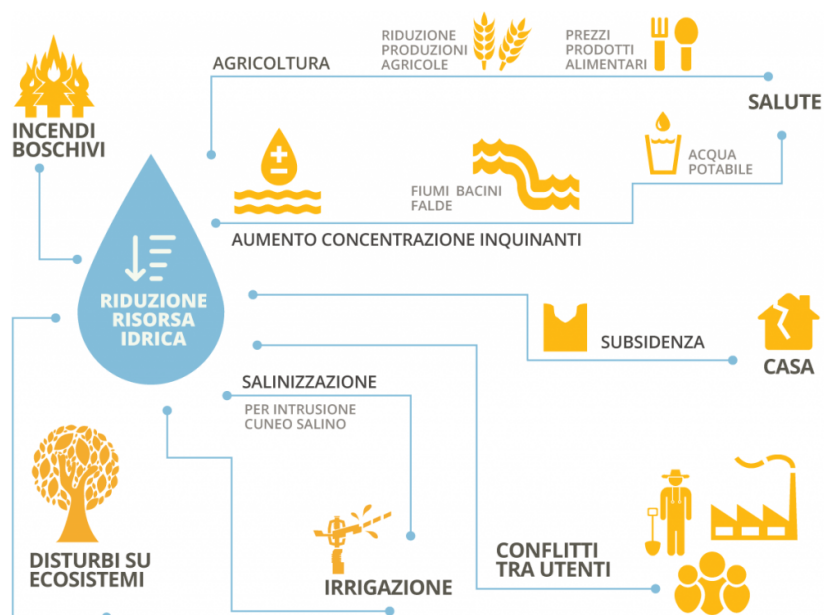 AGRICOLTURA
RIDUZIONE
PRODUZIONI
AGRICOLE
PREZZI
PRODOTTI
ALIMENTARI
SALUTE
INCENDI
BOSCHIVI
ACQUA
POTABILE
FIUMI BACINI
FALDE
AUMENTO CONCENTRAZIONE INQUINANTI
RIDUZIONE
RISORSA
IDRICA
SUBSIDENZA
CASA
SALINIZZAZIONE
PER INTRUSIONE
CUNEO SALINO
DISTURBI SU
ECOSISTEMI
IRRIGAZIONE
CONFLITTI
TRA UTENTI